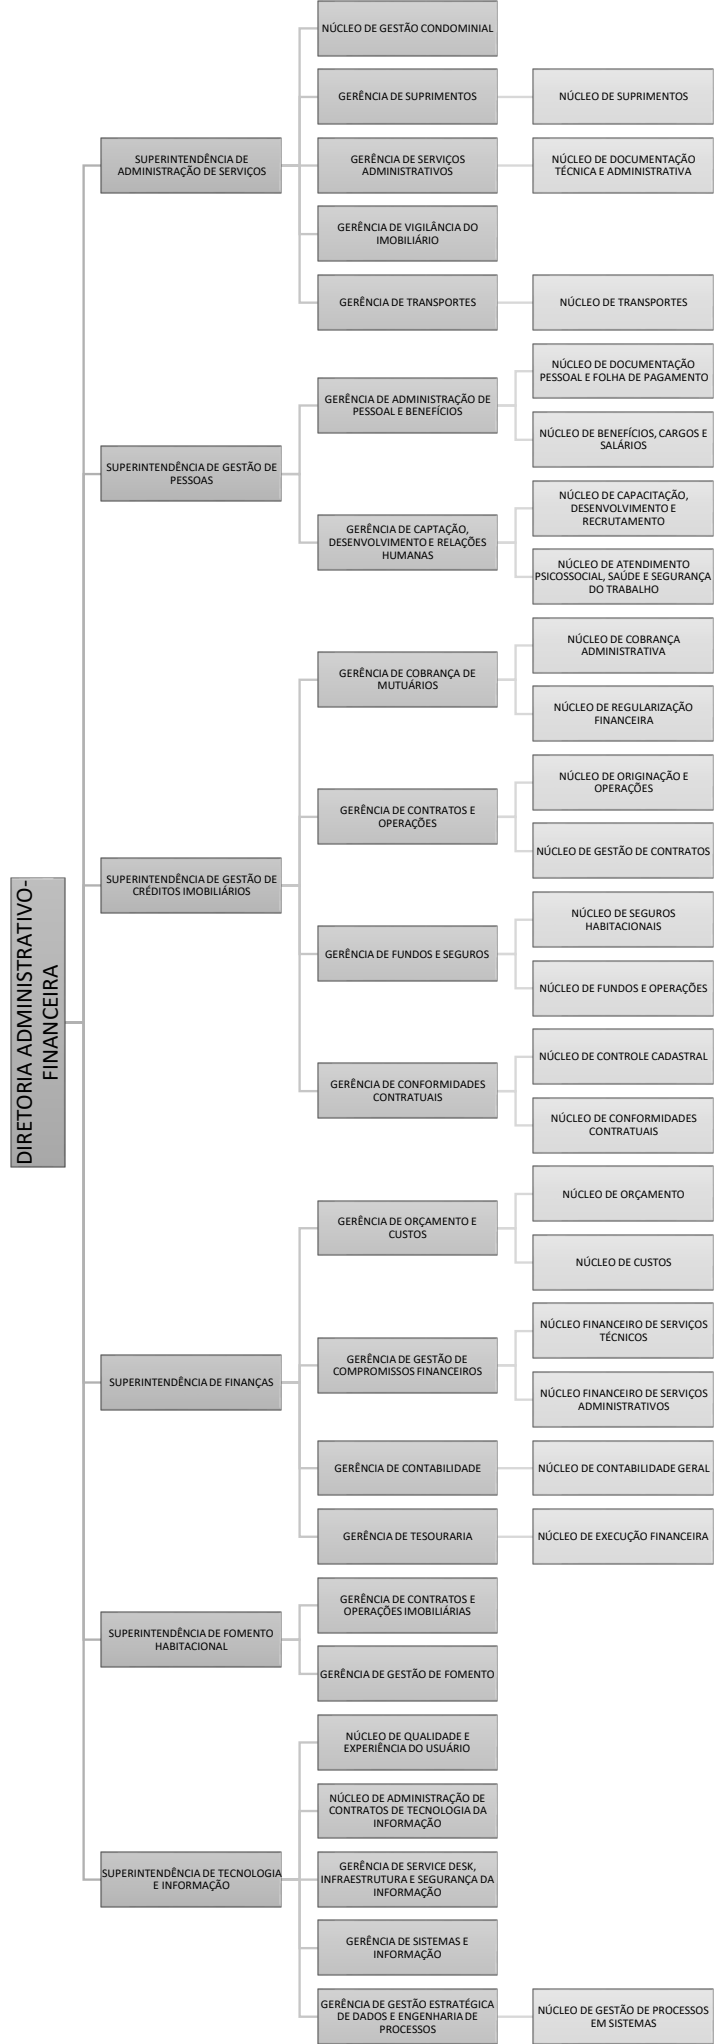 DIRETORIA ADMINISTRATIVO-
FINANCEIRA
SUPERINTENDÊNCIA DE
ADMINISTRAÇÃO DE SERVIÇOS
NÚCLEO DE GESTÃO CONDOMINIAL
GERÊNCIA DE SUPRIMENTOS
NÚCLEO DE SUPRIMENTOS
GERÊNCIA DE SERVIÇOS
ADMINISTRATIVOS
NÚCLEO DE DOCUMENTAÇÃO
TÉCNICA E ADMINISTRATIVA
GERÊNCIA DE VIGILÂNCIA DO
IMOBILIÁRIO
GERÊNCIA DE TRANSPORTES
NÚCLEO DE TRANSPORTES
SUPERINTENDÊNCIA DE GESTÃO DE
PESSOAS
GERÊNCIA DE ADMINISTRAÇÃO DE
PESSOAL E BENEFÍCIOS
NÚCLEO DE DOCUMENTAÇÃO
PESSOAL E FOLHA DE PAGAMENTO
NÚCLEO DE BENEFÍCIOS, CARGOS E
SALÁRIOS
GERÊNCIA DE CAPTAÇÃO,
DESENVOLVIMENTO E RELAÇÕES
HUMANAS
NÚCLEO DE CAPACITAÇÃO,
DESENVOLVIMENTO E
RECRUTAMENTO
NÚCLEO DE ATENDIMENTO
PSICOSSOCIAL, SAÚDE E SEGURANÇA
DO TRABALHO
SUPERINTENDÊNCIA DE GESTÃO DE
CRÉDITOS IMOBILIÁRIOS
GERÊNCIA DE COBRANÇA DE
MUTUÁRIOS
NÚCLEO DE COBRANÇA
ADMINISTRATIVA
NÚCLEO DE REGULARIZAÇÃO
FINANCEIRA
GERÊNCIA DE CONTRATOS E
OPERAÇÕES
NÚCLEO DE ORIGINAÇÃO E
OPERAÇÕES
NÚCLEO DE GESTÃO DE CONTRATOS
GERÊNCIA DE FUNDOS E SEGUROS
NÚCLEO DE SEGUROS
HABITACIONAIS
NÚCLEO DE FUNDOS E OPERAÇÕES
GERÊNCIA DE CONFORMIDADES
CONTRATUAIS
NÚCLEO DE CONTROLE CADASTRAL
NÚCLEO DE CONFORMIDADES
CONTRATUAIS
SUPERINTENDÊNCIA DE FINANÇAS
GERÊNCIA DE ORÇAMENTO E
CUSTOS
NÚCLEO DE ORÇAMENTO
NÚCLEO DE CUSTOS
GERÊNCIA DE GESTÃO DE
COMPROMISSOS FINANCEIROS
NÚCLEO FINANCEIRO DE SERVIÇOS
TÉCNICOS
NÚCLEO FINANCEIRO DE SERVIÇOS
ADMINISTRATIVOS
GERÊNCIA DE CONTABILIDADE
NÚCLEO DE CONTABILIDADE GERAL
GERÊNCIA DE TESOURARIA
NÚCLEO DE EXECUÇÃO FINANCEIRA
SUPERINTENDÊNCIA DE FOMENTO
HABITACIONAL
GERÊNCIA DE CONTRATOS E
OPERAÇÕES IMOBILIÁRIAS
GERÊNCIA DE GESTÃO DE FOMENTO
SUPERINTENDÊNCIA DE TECNOLOGIA
E INFORMAÇÃO
NÚCLEO DE QUALIDADE E
EXPERIÊNCIA DO USUÁRIO
NÚCLEO DE ADMINISTRAÇÃO DE
CONTRATOS DE TECNOLOGIA DA
INFORMAÇÃO
GERÊNCIA DE SERVICE DESK,
INFRAESTRUTURA E SEGURANÇA DA
INFORMAÇÃO
GERÊNCIA DE SISTEMAS E
INFORMAÇÃO
GERÊNCIA DE GESTÃO ESTRATÉGICA
DE DADOS E ENGENHARIA DE
PROCESSOS
NÚCLEO DE GESTÃO DE PROCESSOS
EM SISTEMAS